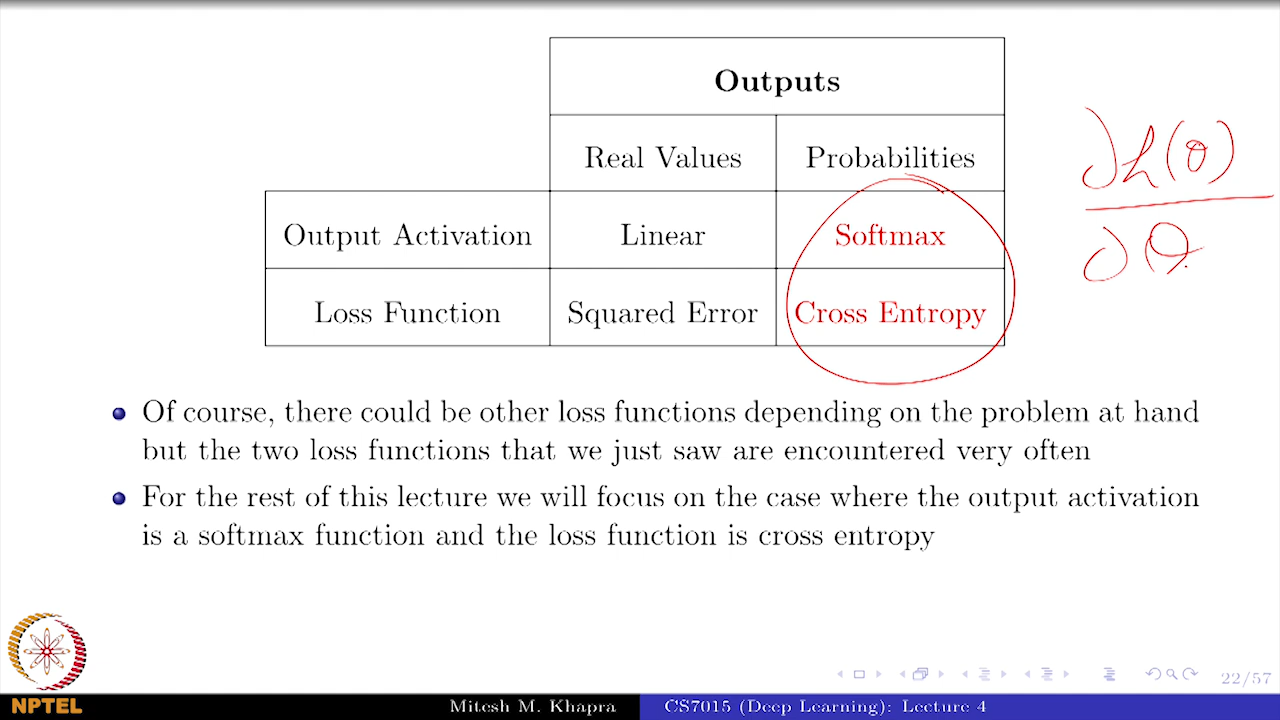 Outputs
Real Values Probabilities
Output Activation Linear Softmax
Loss Function Squared Error Cross Entropy
∂ℒ(θ)
∂θ
Of course, there could be other loss functions depending on the problem at hand
but the two loss functions that we just saw are encountered very often
For the rest of this lecture we will focus on the case where the output activation
is a softmax function and the loss function is cross entropy
22/57
NPTEL
Mitesh M. Khapra CS7015 (Deep Learning): Lecture 4